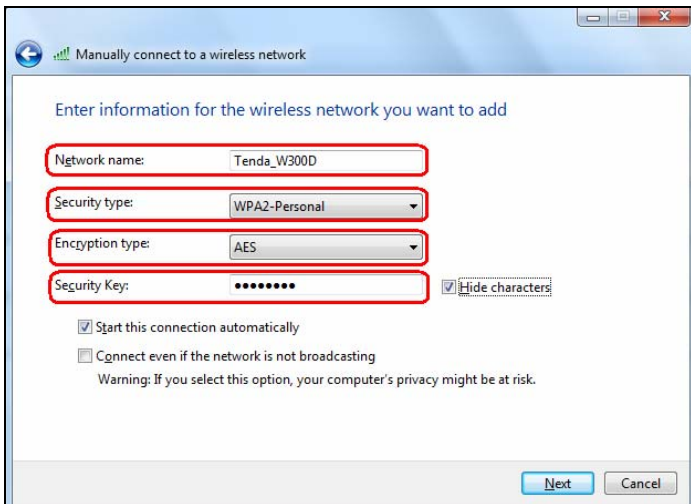 Manually connect to a wireless network
Enter information for the wireless network you want to add
Network name: Tenda_W300D
Security type: WPA2-Personal
Encryption type: AES
Security Key: ●●●●●●●● Hide characters
Start this connection automatically
Connect even if the network is not broadcasting
Warning: If you select this option, your computer's privacy might be at risk.
Next Cancel